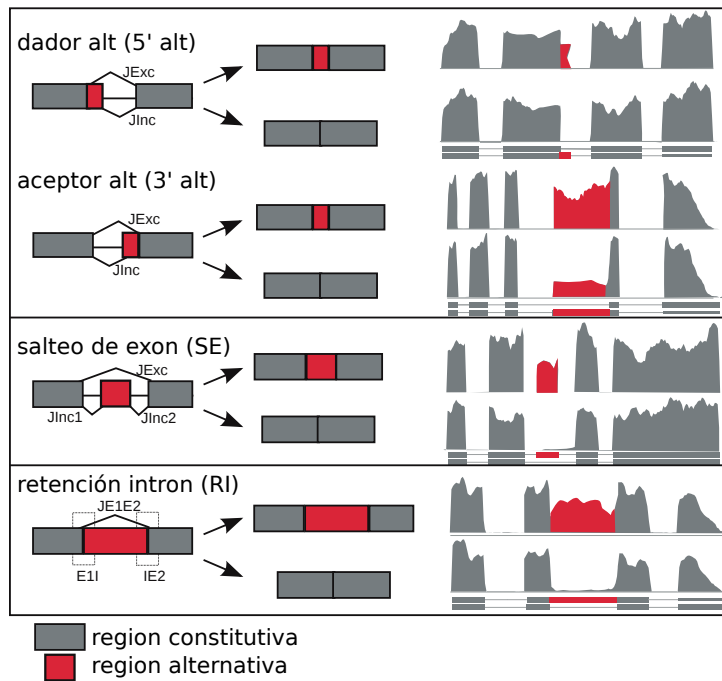 dador alt (5' alt)
JExc
JInc
aceptor alt (3' alt)
JExc
JInc
salteo de exon (SE)
JExc
JInc1
JInc2
retención intron (RI)
JE1E2
E1I
IE2
region constitutiva
region alternativa